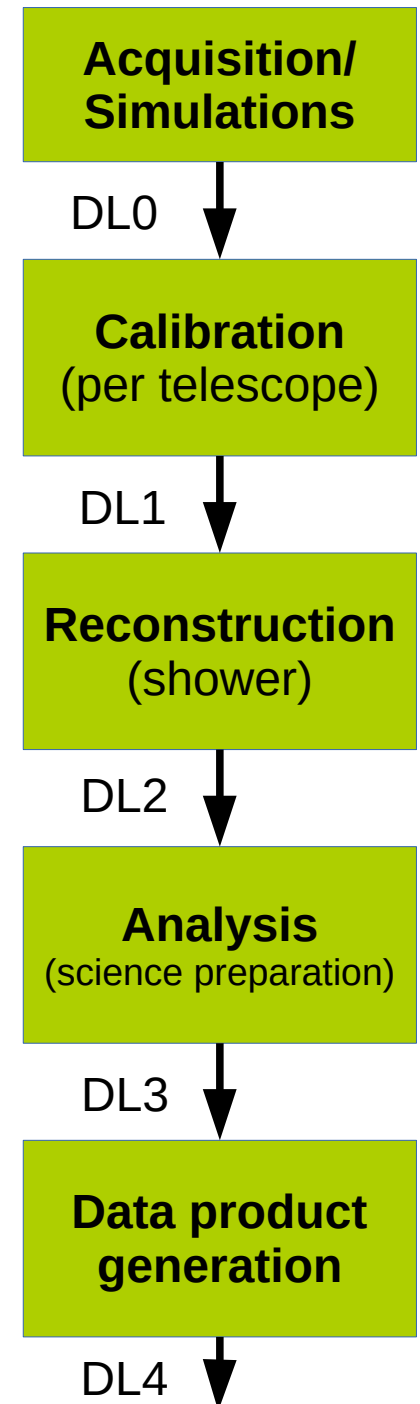 Acquisition/
Simulations
DL0
Calibration
(per telescope)
DL1
Reconstruction
(shower)
DL2
Analysis
(science preparation)
DL3
Data product
generation
DL4